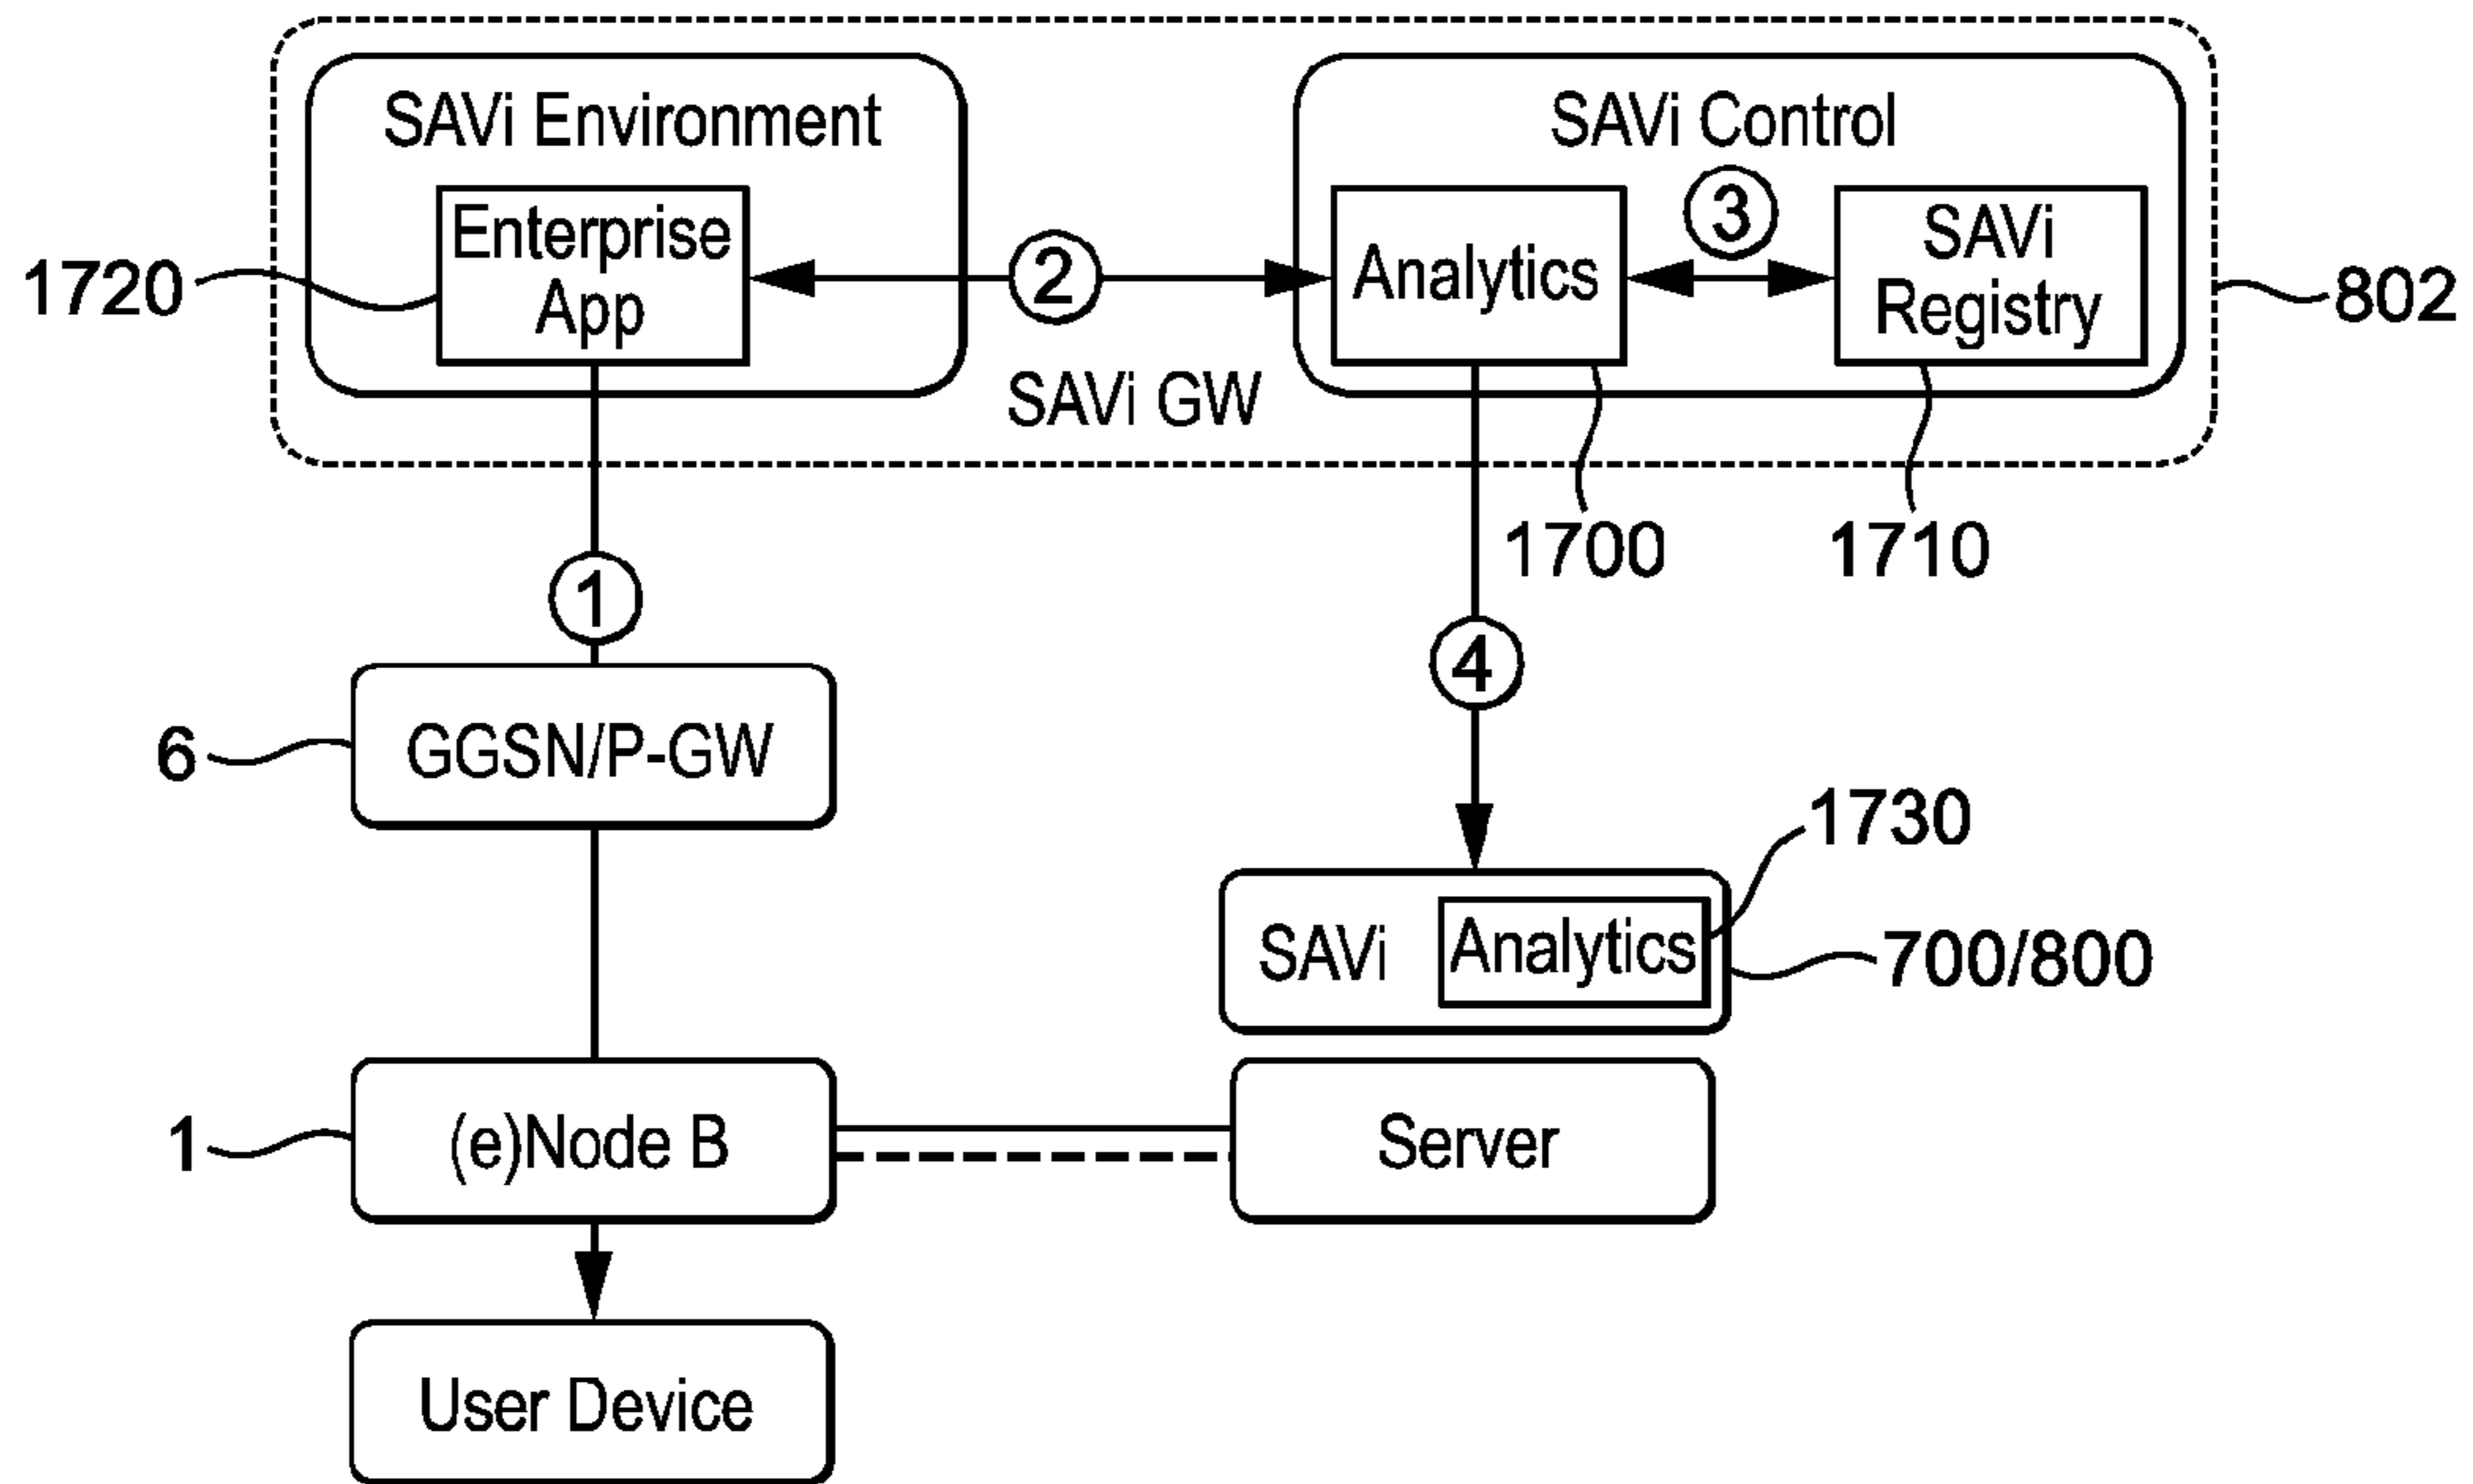 SAVi Environment
SAVi Control
Enterprise
App
2
Analytics
3
SAVi
Registry
1720
802
SAVi GW
1
1700
1710
4
6
GGSN/P-GW
1730
SAVi
Analytics
700/800
1
(e)Node B
Server
User Device